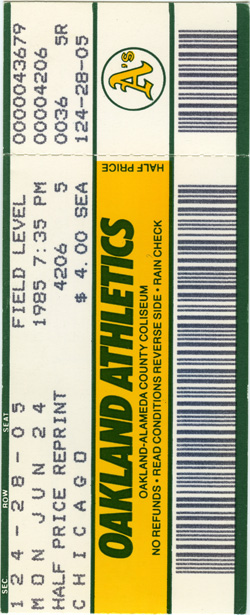 SEC ROW SEAT
124-28-05 FIELD LEVEL 0000043679
MON JUN 24 1985 7:35 PM 00004206
HALF PRICE REPRINT 4206 5 0036 5R
CHICAGO $ 4.00 SEA 124-28-05
OAKLAND ATHLETICS
OAKLAND-ALAMEDA COUNTY COLISEUM
NO REFUNDS • READ CONDITIONS REVERSE SIDE • RAIN CHECK
HALF PRICE
A's